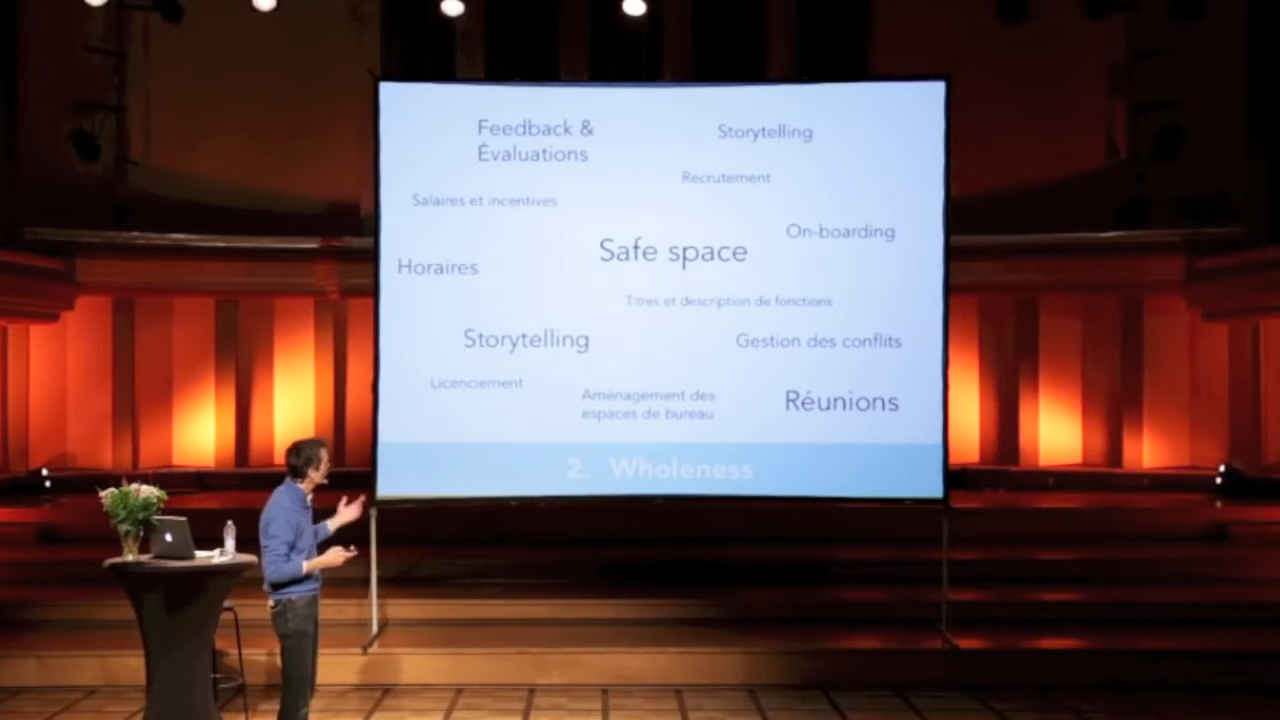 Feedback &
Évaluations
Storytelling
Recrutement
Salaires et incentives
On-boarding
Safe space
Horaires
Titres et description de fonctions
Storytelling
Gestion des conflits
Licenciement
Aménagement des
espaces de bureau
Réunions
2. Wholeness